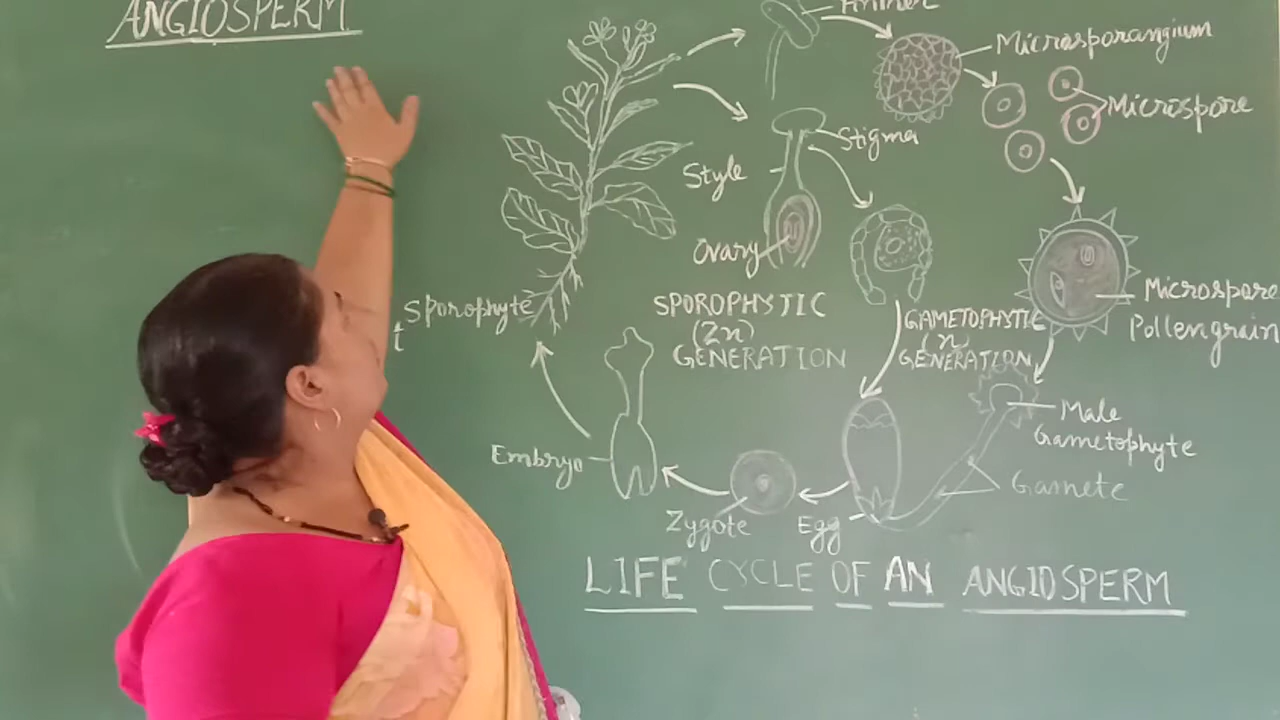 ANGIOSPERM
Anther
Microsporangium
Microspore
Stigma
Style
Ovary
Sporophyte
t
SPOROPHYTIC
(2n)
GENERATION
GAMETOPHYTIC
(n)
GENERATION
Microspore
Pollengrain
Male
Gametophyte
Gamete
Embryo
Zygote
Egg
LIFE CYCLE OF AN ANGIOSPERM